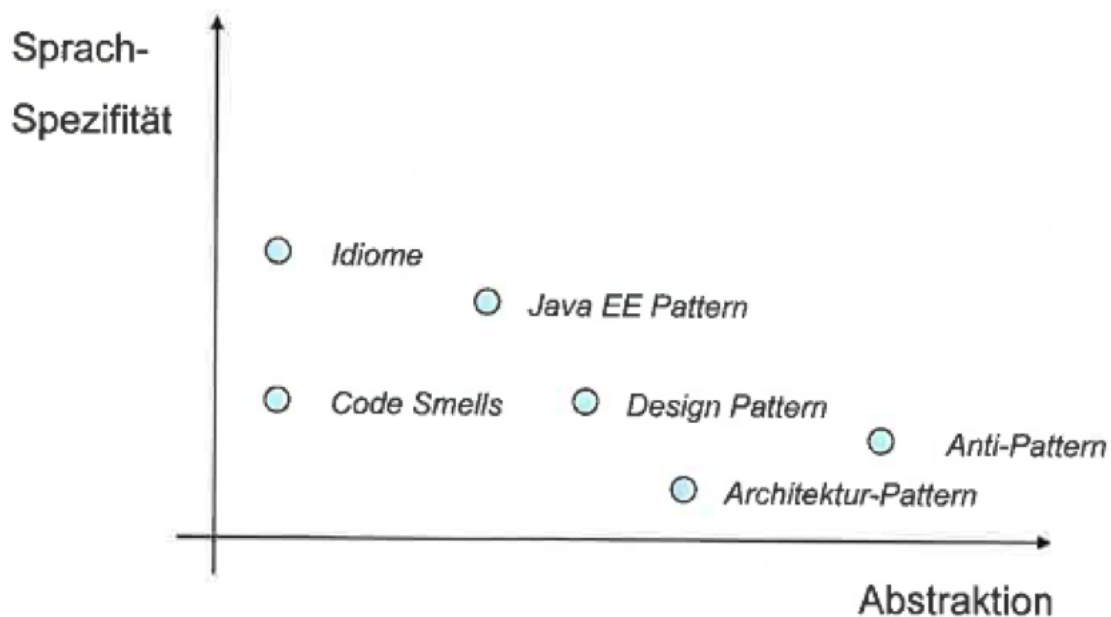 Sprach-
Spezifität
Idiome
Java EE Pattern
Code Smells
Design Pattern
Anti-Pattern
Architektur-Pattern
Abstraktion